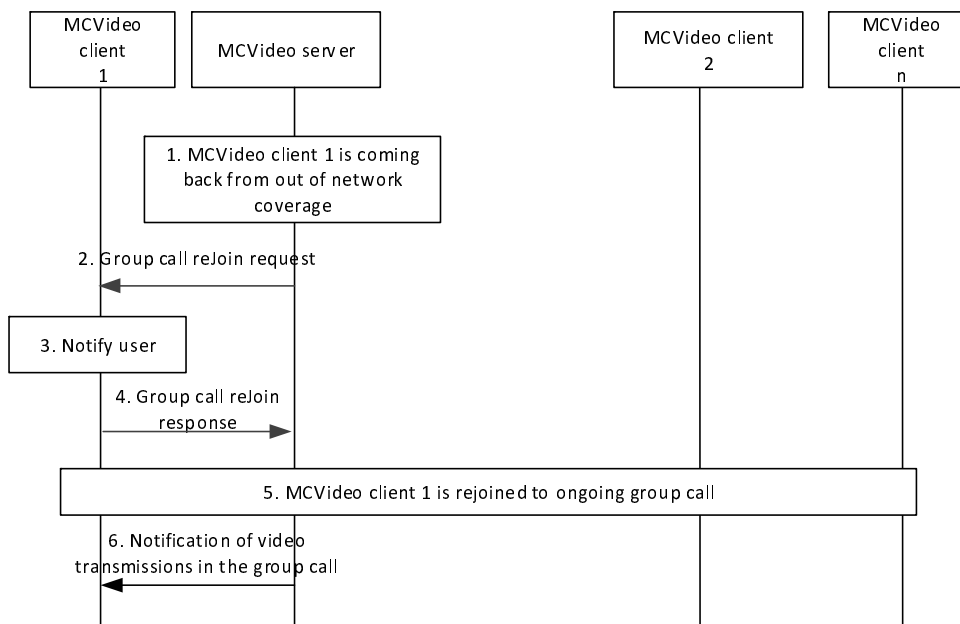 MCVideo
client
1
MCVideo server
MCVideo client
2
MCVideo
client
n
1. MCVideo client 1 is coming
back from out of network
coverage
2. Group call reJoin request
3. Notify user
4. Group call reJoin
response
5. MCVideo client 1 is rejoined to ongoing group call
6. Notification of video
transmissions in the group call